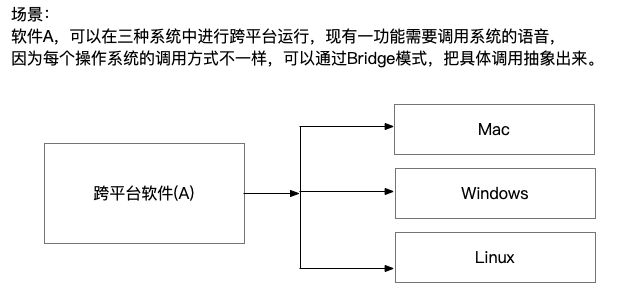 场景：
软件A，可以在三种系统中进行跨平台运行，现有一功能需要调用系统的语音，
因为每个操作系统的调用方式不一样，可以通过Bridge模式，把具体调用抽象出来。
Mac
跨平台软件(A)
Windows
Linux